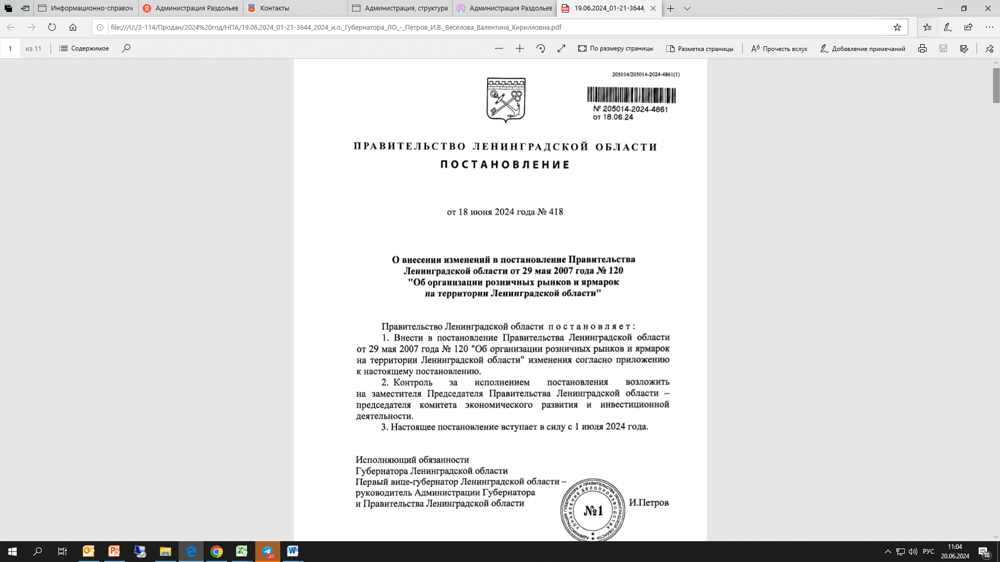 Информационно-справоч
Администрация Раздольев
Контакты
Администрация, структура
Администрация Раздольев
19.06.2024_01-21-3644_
file:///U:/3-114/Продан/2024%20год/НПА/19.06.2024_01-21-3644_2024_и.о._Губернатора_ЛО_-_Петров_И.В._Веселова_Валентина_Кирилловна.pdf
1 из 11 Содержимое По размеру страницы Разметка страницы Прочесть вслух Добавление примечаний
205014/205014-2024-4861(1)
№ 205014-2024-4861
от 18.06.24
ПРАВИТЕЛЬСТВО ЛЕНИНГРАДСКОЙ ОБЛАСТИ
ПОСТАНОВЛЕНИЕ
от 18 июня 2024 года № 418
О внесении изменений в постановление Правительства
Ленинградской области от 29 мая 2007 года № 120
"Об организации розничных рынков и ярмарок
на территории Ленинградской области"
Правительство Ленинградской области п о с т а н о в л я е т :
1. Внести в постановление Правительства Ленинградской области
от 29 мая 2007 года № 120 "Об организации розничных рынков и ярмарок
на территории Ленинградской области" изменения согласно приложению
к настоящему постановлению.
2. Контроль за исполнением постановления возложить
на заместителя Председателя Правительства Ленинградской области –
председателя комитета экономического развития и инвестиционной
деятельности.
3. Настоящее постановление вступает в силу с 1 июля 2024 года.
Исполняющий обязанности
Губернатора Ленинградской области
Первый вице-губернатор Ленинградской области –
руководитель Администрации Губернатора
и Правительства Ленинградской области
И.Петров
АДМИНИСТРАЦИЯ ГУБЕРНАТОРА И ПРАВИТЕЛЬСТВА ЛЕНИНГРАДСКОЙ ОБЛАСТИ
УПРАВЛЕНИЕ ДЕЛОПРОИЗВОДСТВА
№1
21
РУС
11:04
20.06.2024
18